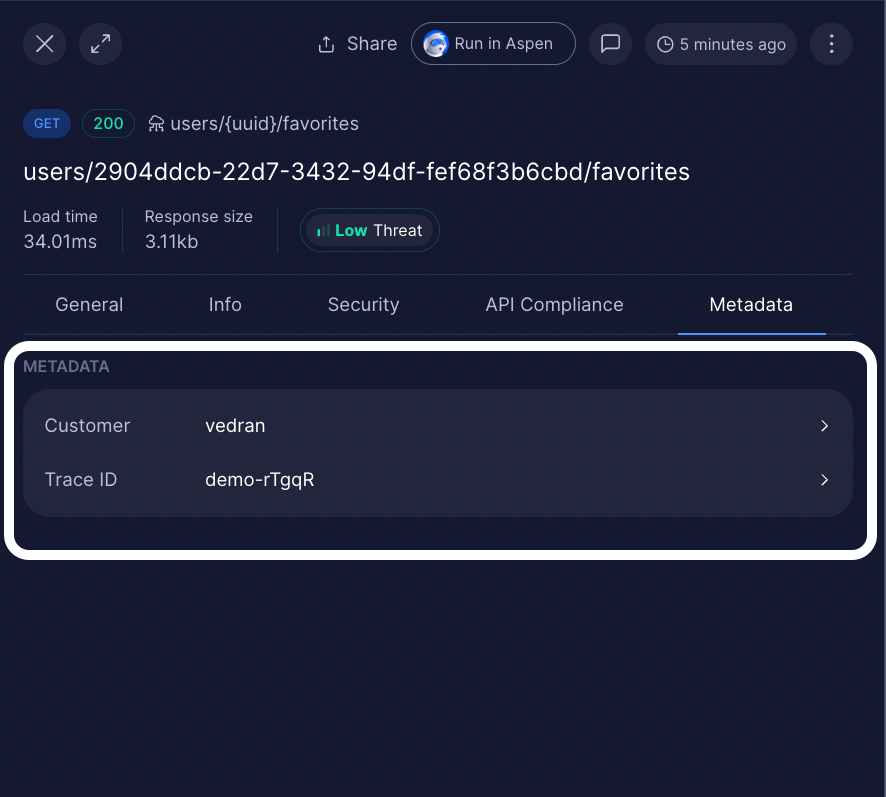 Share Run in Aspen 5 minutes ago
GET 200 users/{uuid}/favorites
users/2904ddcb-22d7-3432-94df-fef68f3b6cbd/favorites
Load time Response size
34.01ms 3.11kb
Low Threat
General Info Security API Compliance Metadata
METADATA
Customer vedran
Trace ID demo-rTgqR